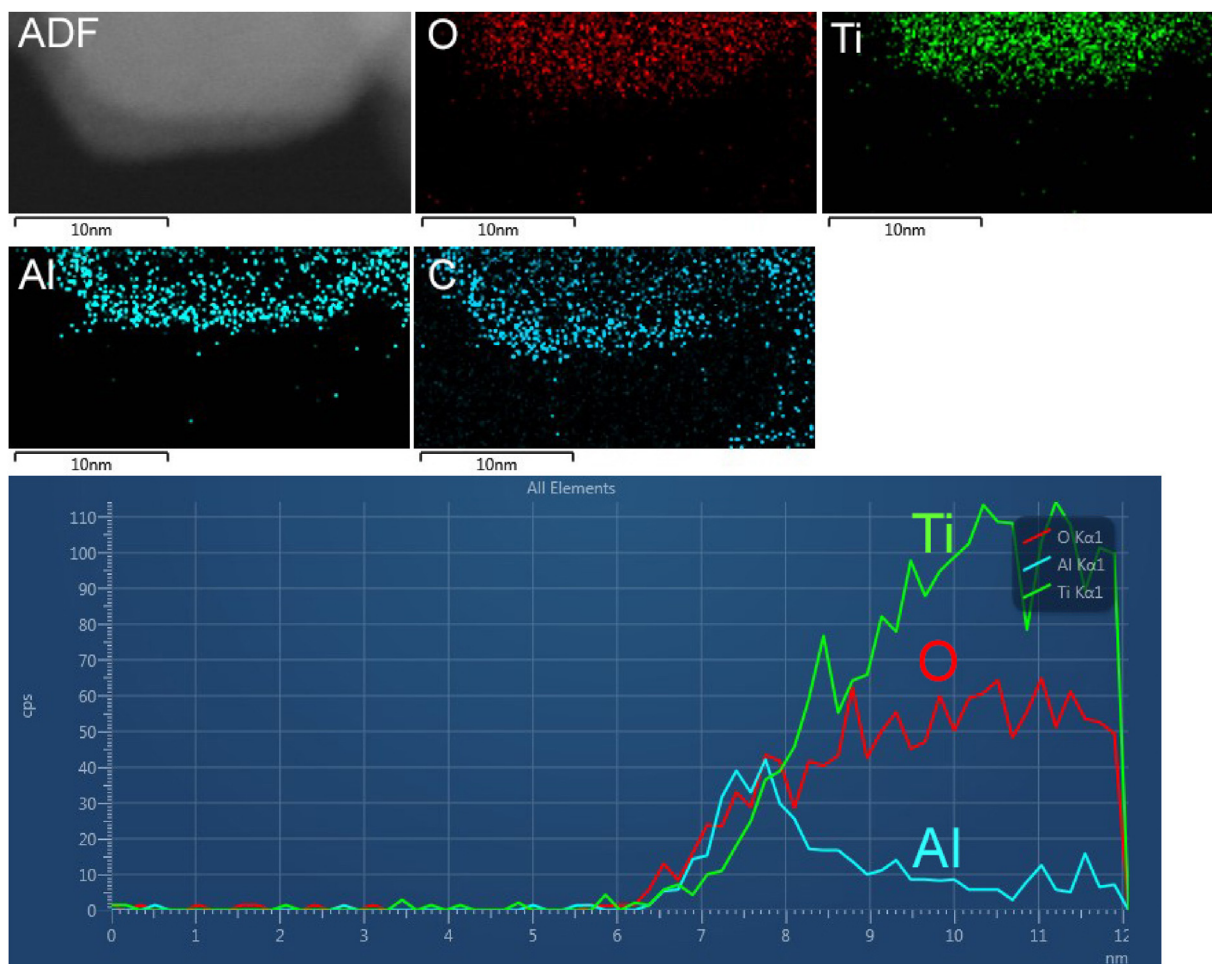 ADF
O
Ti
10nm
10nm
10nm
Al
C
10nm
10nm
All Elements
110
100
90
80
70
60
50
40
30
20
10
0
cps
Ti
O
Al
O Kα1
Al Kα1
Ti Kα1
0 1 2 3 4 5 6 7 8 9 10 11 12
nm